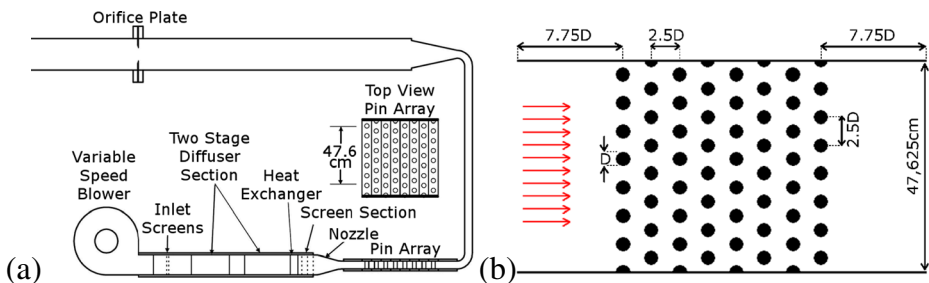 (a)
Orifice Plate
Top View
Pin Array
47.6
cm
Variable
Speed
Blower
Two Stage
Diffuser
Section
Heat
Exchanger
Inlet
Screens
Screen Section
Nozzle
Pin Array
(b)
7.75D
2.5D
7.75D
D
2.5D
47,625cm